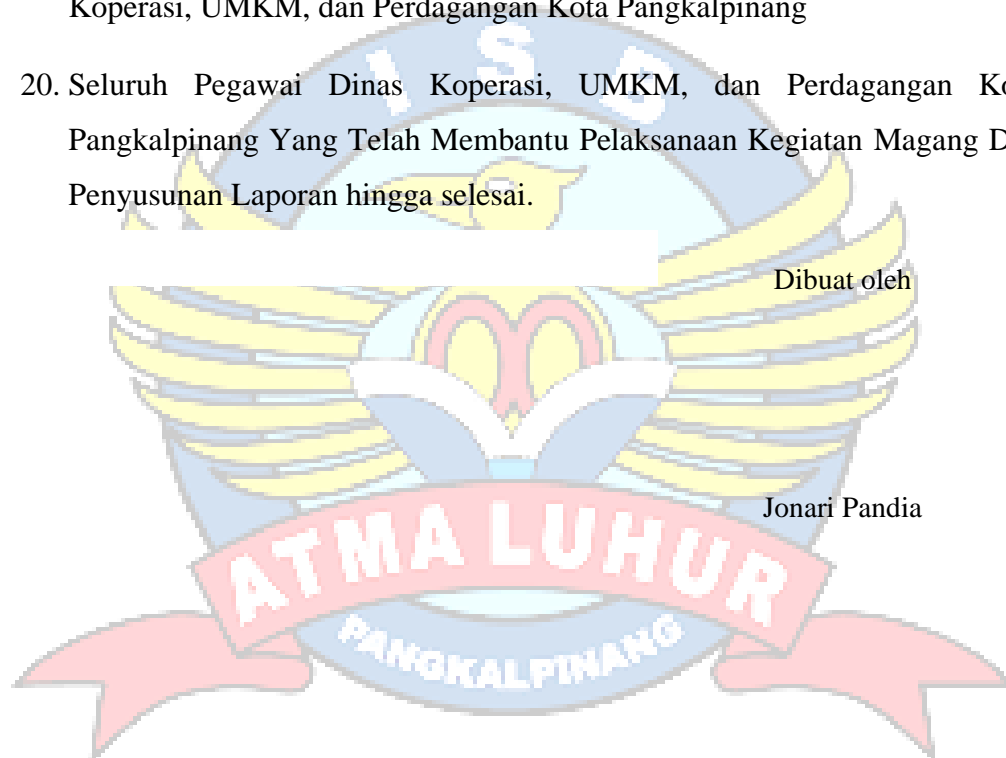 Koperasi, UMKM, dan Perdagangan Kota Pangkalpinang
20. Seluruh Pegawai Dinas Koperasi, UMKM, dan Perdagangan
Pangkalpinang Yang Telah Membantu Pelaksanaan Kegiatan Magang
Penyusunan Laporan hingga selesai.
Dibuat oleh
Jonari Pandia
I S B
ATMA LUHUR
PANGKALPINANG